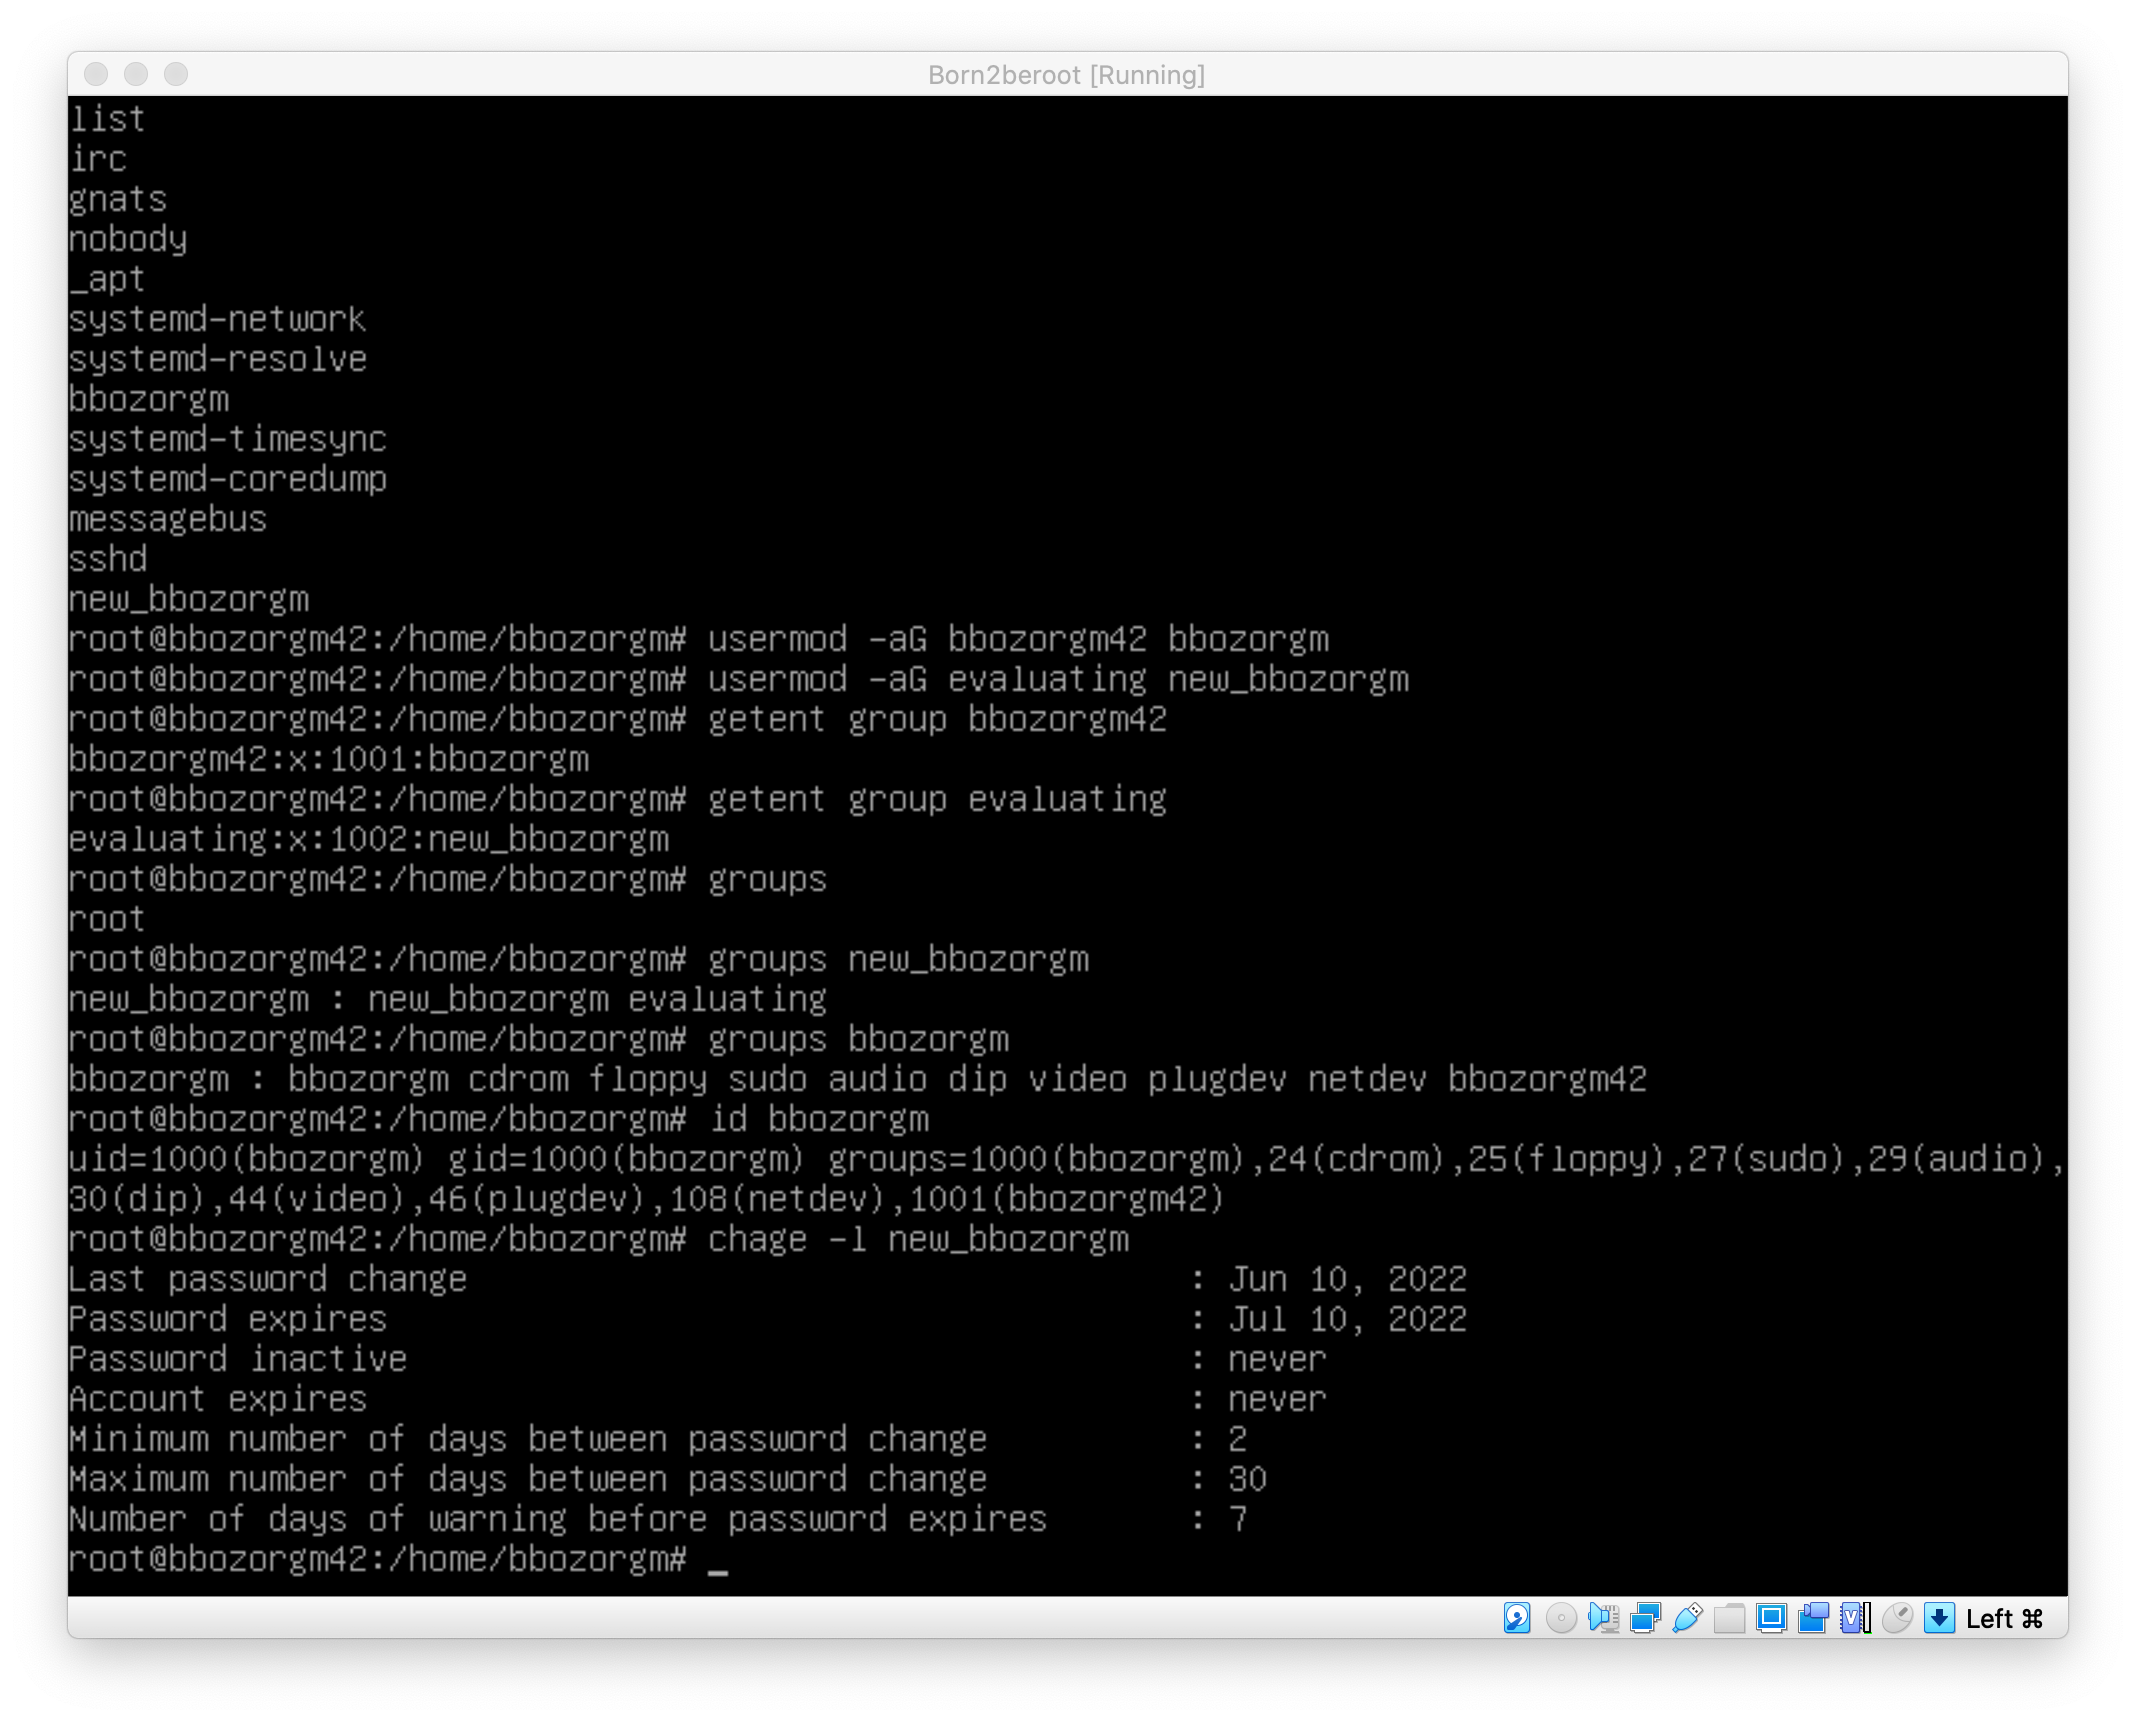 Born2beroot [Running]
list
irc
gnats
nobody
_apt
systemd-network
systemd-resolve
bbozorgm
systemd-timesync
systemd-coredump
messagebus
sshd
new_bbozorgm
root@bbozorgm42:/home/bbozorgm# usermod -aG bbozorgm42 bbozorgm
root@bbozorgm42:/home/bbozorgm# usermod -aG evaluating new_bbozorgm
root@bbozorgm42:/home/bbozorgm# getent group bbozorgm42
bbozorgm42:x:1001:bbozorgm
root@bbozorgm42:/home/bbozorgm# getent group evaluating
evaluating:x:1002:new_bbozorgm
root@bbozorgm42:/home/bbozorgm# groups
root
root@bbozorgm42:/home/bbozorgm# groups new_bbozorgm
new_bbozorgm : new_bbozorgm evaluating
root@bbozorgm42:/home/bbozorgm# groups bbozorgm
bbozorgm : bbozorgm cdrom floppy sudo audio dip video plugdev netdev bbozorgm42
root@bbozorgm42:/home/bbozorgm# id bbozorgm
uid=1000(bbozorgm) gid=1000(bbozorgm) groups=1000(bbozorgm),24(cdrom),25(floppy),27(sudo),29(audio),
30(dip),44(video),46(plugdev),108(netdev),1001(bbozorgm42)
root@bbozorgm42:/home/bbozorgm# chage -l new_bbozorgm
Last password change : Jun 10, 2022
Password expires : Jul 10, 2022
Password inactive : never
Account expires : never
Minimum number of days between password change : 2
Maximum number of days between password change : 30
Number of days of warning before password expires : 7
root@bbozorgm42:/home/bbozorgm# _
Left ⌘